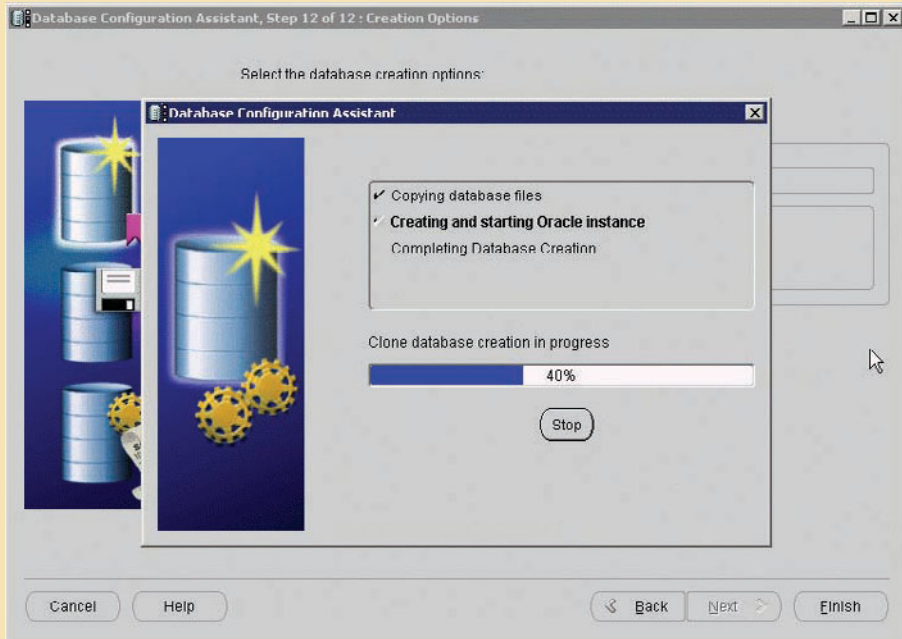 Database Configuration Assistant, Step 12 of 12 : Creation Options
Select the database creation options:
Database Configuration Assistant
Copying database files
Creating and starting Oracle instance
Completing Database Creation
Clone database creation in progress
40%
Stop
Cancel
Help
Back
Next
Finish